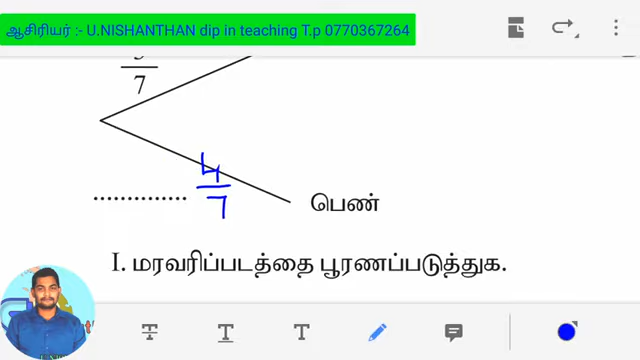 ஆசிரியர் :- U.NISHANTHAN dip in teaching T.p 0770367264
7
4
7
..............
பெண்
I. மரவரிப்படத்தை பூரணப்படுத்துக.
T T